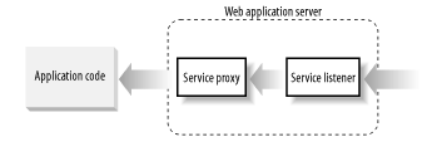 Web application server
Application code
Service proxy
Service listener